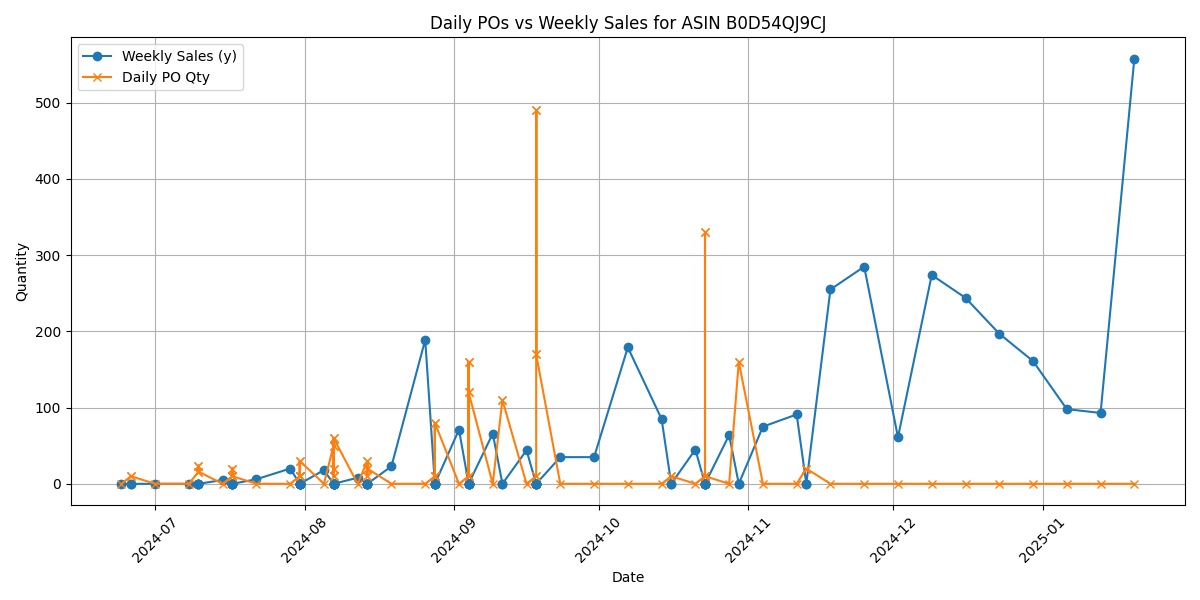 Daily POs vs Weekly Sales for ASIN B0D54QJ9CJ
Weekly Sales (y)
Daily PO Qty
500
400
300
200
100
0
Quantity
2024-07
2024-08
2024-09
2024-10
2024-11
2024-12
2025-01
Date